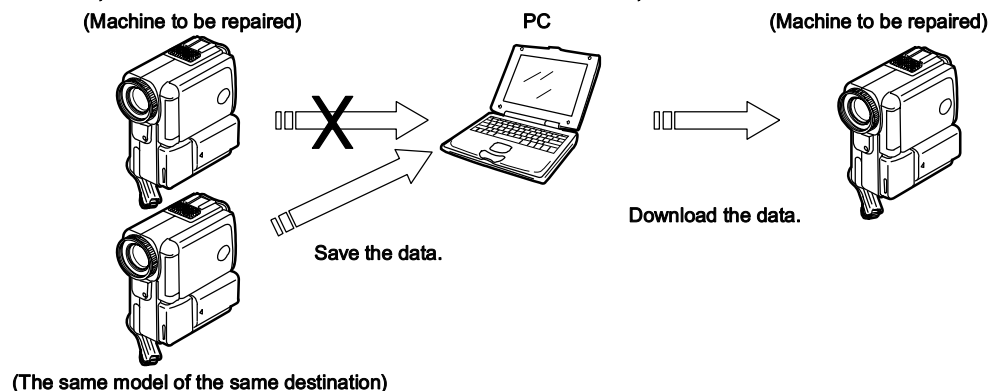 (Machine to be repaired)
PC
(Machine to be repaired)
Save the data.
Download the data.
(The same model of the same destination)